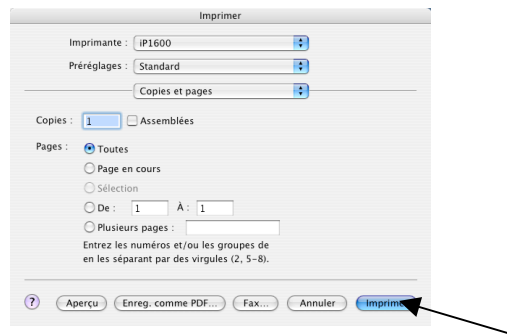 Imprimer
Imprimante : iP1600
Préréglages : Standard
Copies et pages
Copies : 1 Assemblées
Pages : Toutes
Page en cours
Sélection
De : 1 À : 1
Plusieurs pages :
Entrez les numéros et/ou les groupes de
en les séparant par des virgules (2, 5-8).
? Aperçu Enreg. comme PDF... Fax... Annuler Imprimer